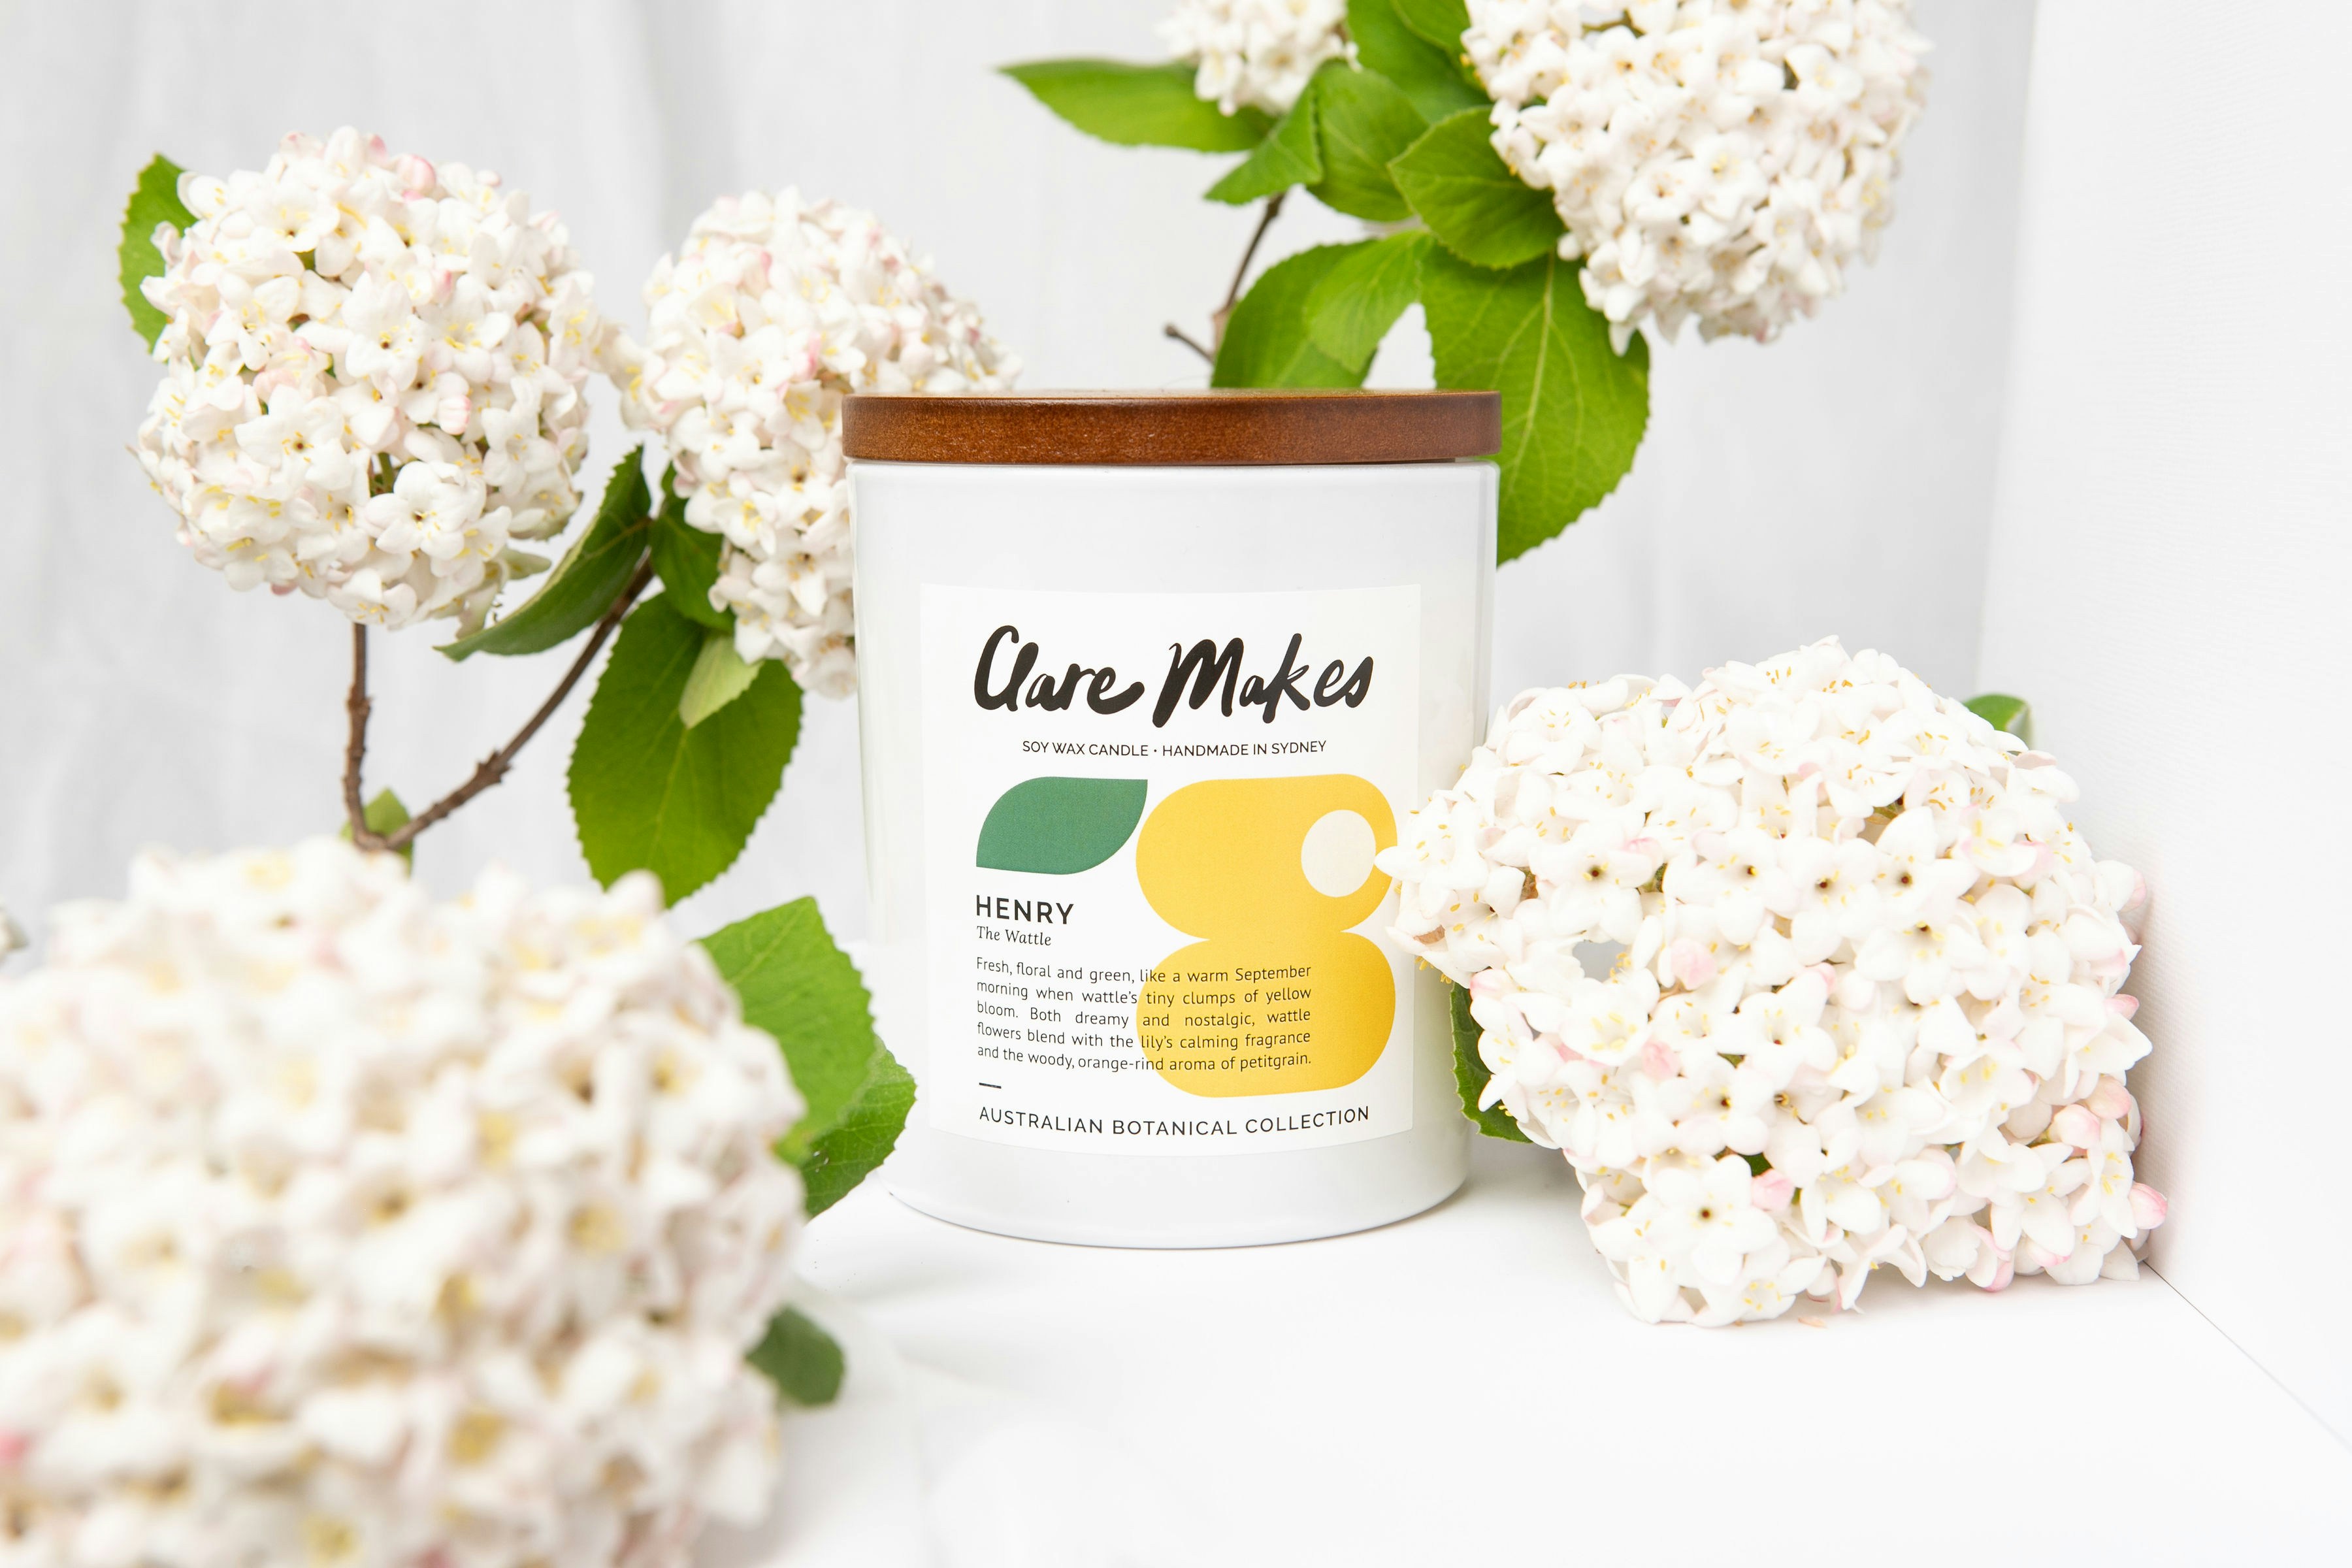 Clare Makes
SOY WAX CANDLE • HANDMADE IN SYDNEY
HENRY
The Wattle
Fresh, floral and green, like a warm September
morning when wattle's tiny clumps of yellow
bloom. Both dreamy and nostalgic, wattle
flowers blend with the lily's calming fragrance
and the woody, orange-rind aroma of petitgrain.
AUSTRALIAN BOTANICAL COLLECTION